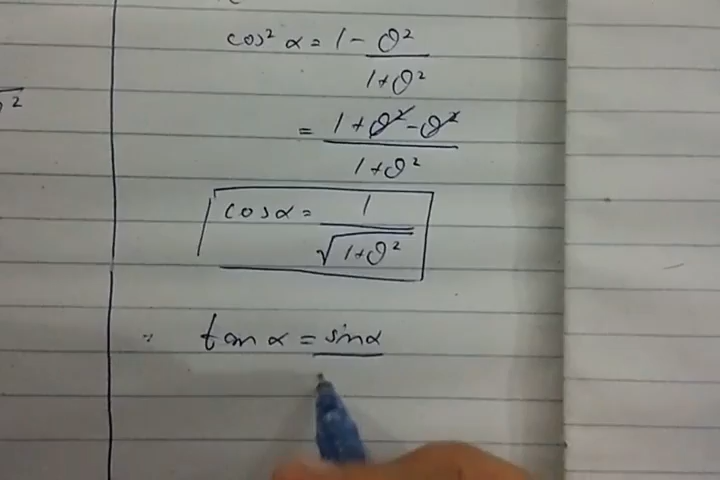 cos² α = 1 - θ² / 1+θ²
= 1 + θ² - θ² / 1+θ²
cos α = 1 / √1+θ²
∵ tan α = sin α